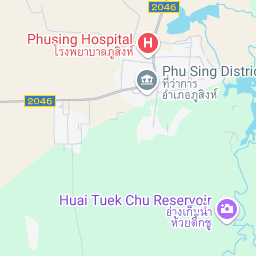 2046
Phusing Hospital
โรงพยาบาลภูสิงห์
H
Phu Sing Distric
ที่ว่าการ
อำเภอภูสิงห์
2046
Huai Tuek Chu Reservoir
อ่างเก็บน้ำ
ห้วยตึ๊กชู